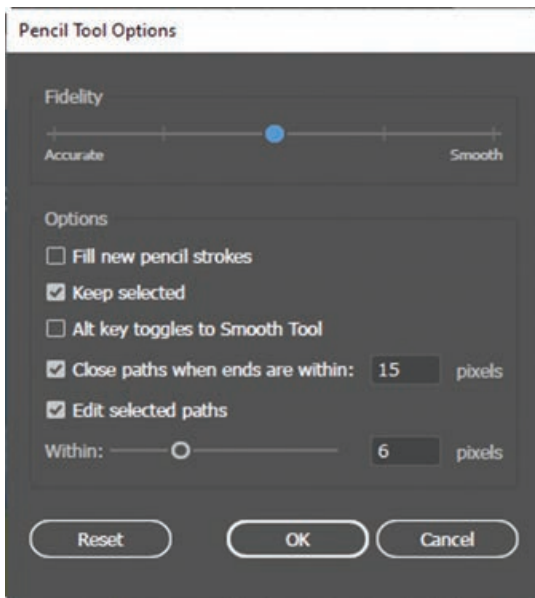 Pencil Tool Options
Fidelity
Accurate Smooth
Options
Fill new pencil strokes
Keep selected
Alt key toggles to Smooth Tool
Close paths when ends are within: 15 pixels
Edit selected paths
Within: 6 pixels
Reset OK Cancel